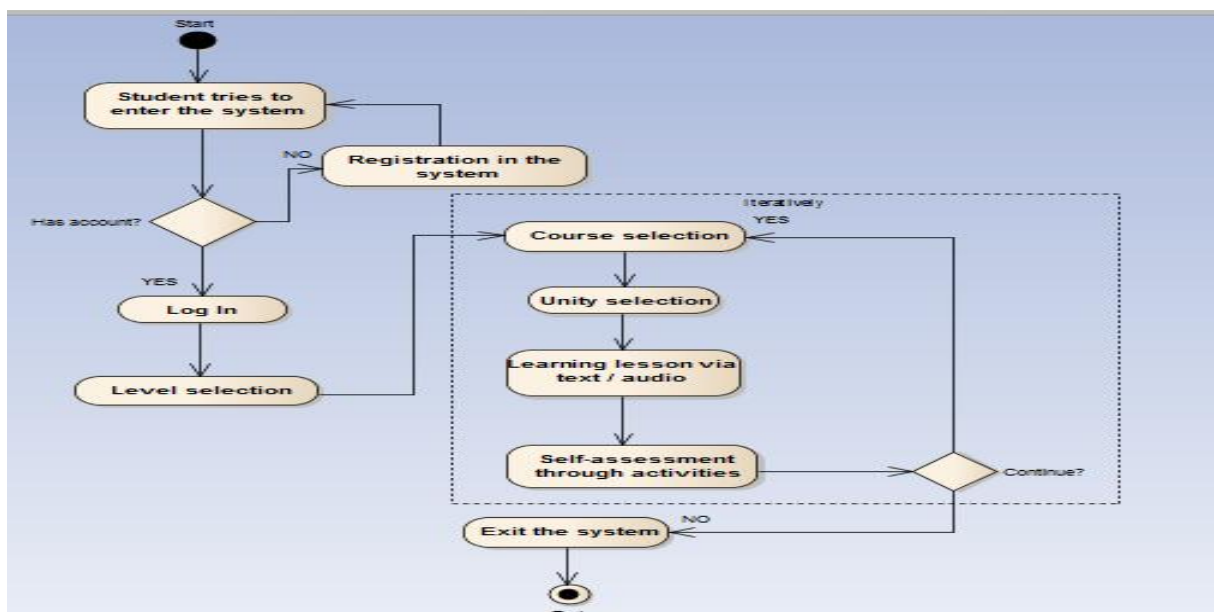 Start
Student tries to
enter the system
NO
Registration in the
system
Has account?
YES
Log In
Level selection
Iteratively
YES
Course selection
Unity selection
Learning lesson via
text / audio
Self-assessment
through activities
Continue?
NO
Exit the system